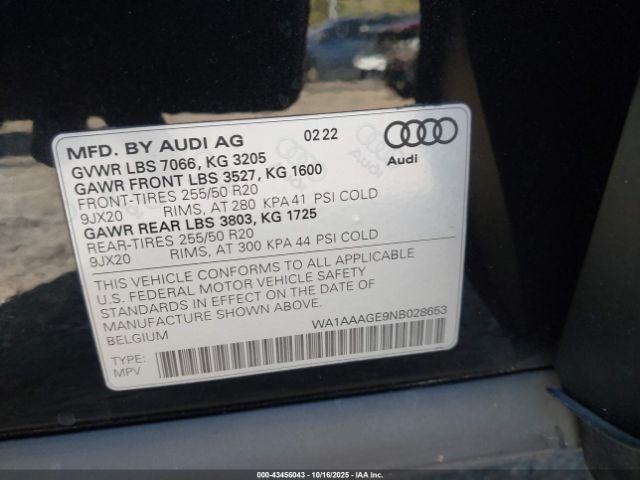 MFD. BY AUDI AG 0222
GVWR LBS 7066, KG 3205
GAWR FRONT LBS 3527, KG 1600
FRONT-TIRES 255/50 R20
9JX20 RIMS, AT 280 KPA 41 PSI COLD
GAWR REAR LBS 3803, KG 1725
REAR-TIRES 255/50 R20
9JX20 RIMS, AT 300 KPA 44 PSI COLD
Audi
THIS VEHICLE CONFORMS TO ALL APPLICABLE
U.S. FEDERAL MOTOR VEHICLE SAFETY
STANDARDS IN EFFECT ON THE DATE OF
MANUFACTURE SHOWN ABOVE.
BELGIUM WA1AAAGE9NB028653
TYPE:
MPV
000-43456043 - 10/16/2025 - IAA Inc.